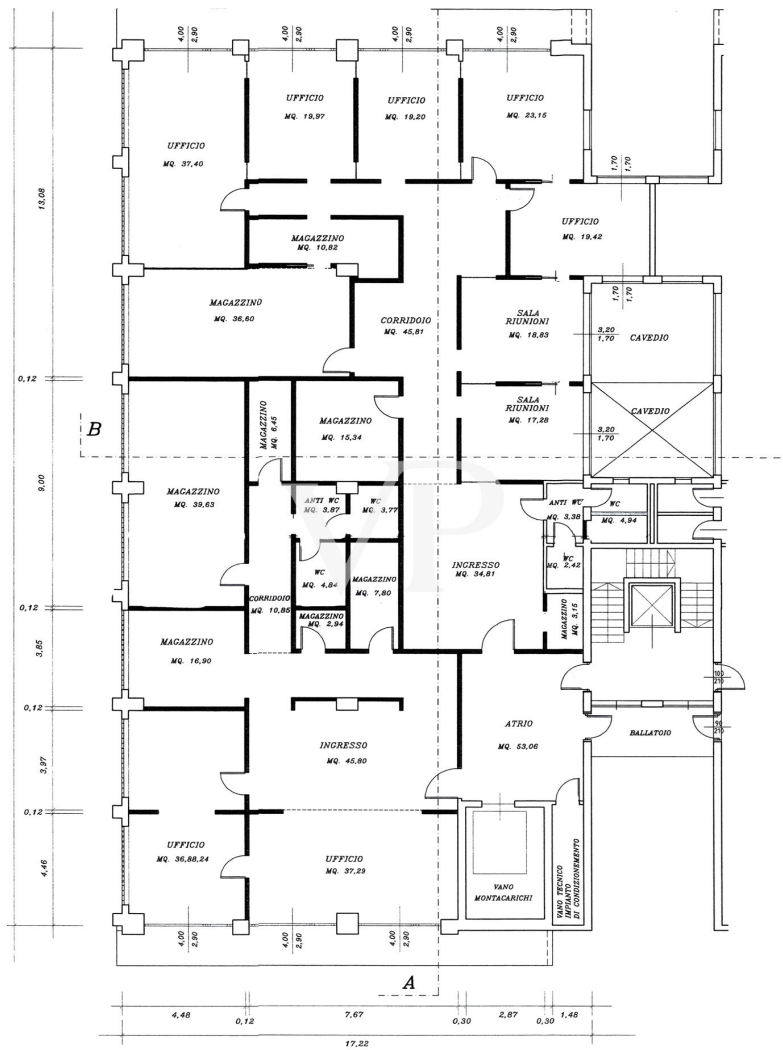 4,00
2,90
4,00
2,90
4,00
2,90
UFFICIO
MQ. 37,40
UFFICIO
MQ. 19,97
UFFICIO
MQ. 19,20
UFFICIO
MQ. 23,15
1,70
1,70
13,08
UFFICIO
MQ. 19,42
MAGAZZINO
MQ. 10,82
1,70
1,70
MAGAZZINO
MQ. 36,60
CORRIDOIO
MQ. 45,81
SALA
RIUNIONI
MQ. 18,83
3,20
1,70
CAVEDIO
0,12
B
MAGAZZINO
MQ. 6,45
MAGAZZINO
MQ. 15,34
SALA
RIUNIONI
MQ. 17,28
3,20
1,70
CAVEDIO
9,00
MAGAZZINO
MQ. 39,63
ANTI WC
MQ. 3,87
WC
MQ. 3,77
VP
ANTI WC
MQ. 3,38
WC
MQ. 4,94
INGRESSO
MQ. 34,81
WC
MQ. 2,42
WC
MQ. 4,84
MAGAZZINO
MQ. 7,80
CORRIDOIO
MQ. 10,85
MAGAZZINO
MQ. 2,94
MAGAZZINO
MQ. 3,15
0,12
3,85
MAGAZZINO
MQ. 16,90
100
210
0,12
3,97
INGRESSO
MQ. 45,80
ATRIO
MQ. 53,06
BALLATOIO
90
210
0,12
4,46
UFFICIO
MQ. 36,88,24
UFFICIO
MQ. 37,29
VANO
MONTACARICHI
VANO TECNICO
IMPIANTO
DI CONDIZIONEMENTO
4,00
2,90
4,00
2,90
4,00
2,90
A
4,48
0,12
7,67
0,30
2,87
0,30
1,48
17,22